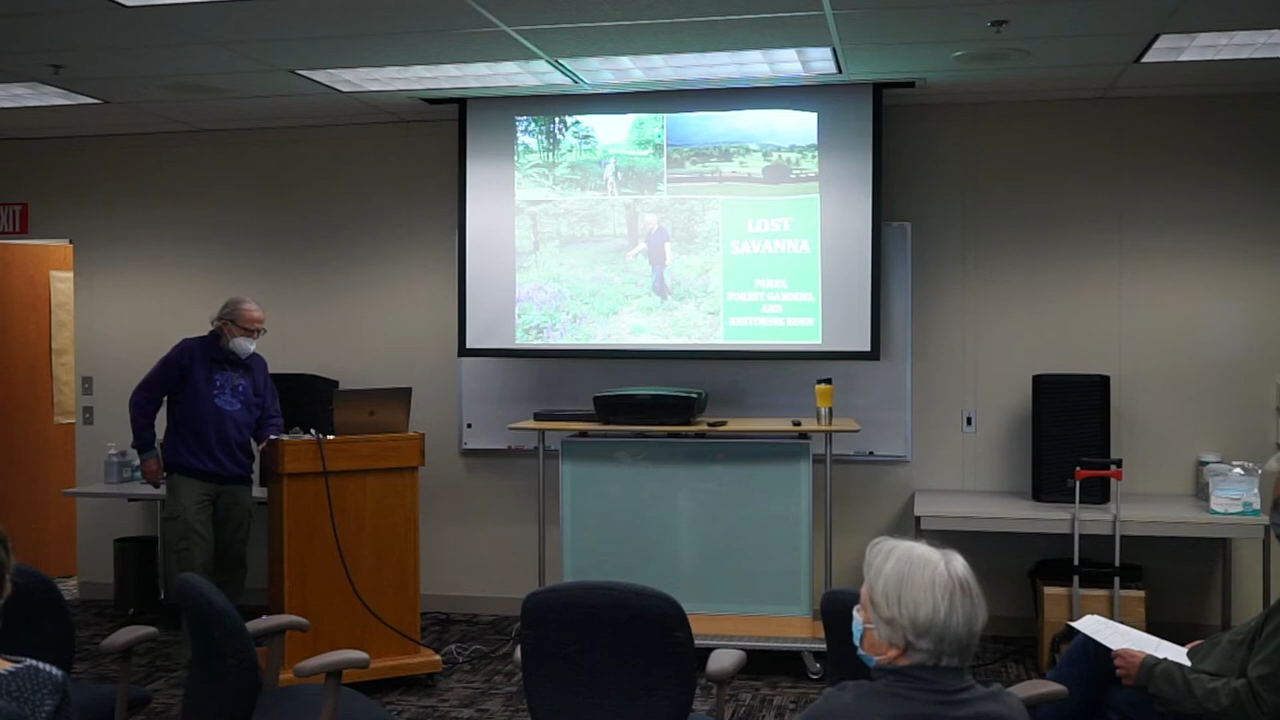 EXIT
LOST
SAVANNA
PARKS,
FOREST GARDENS,
AND
RESTORING EDEN